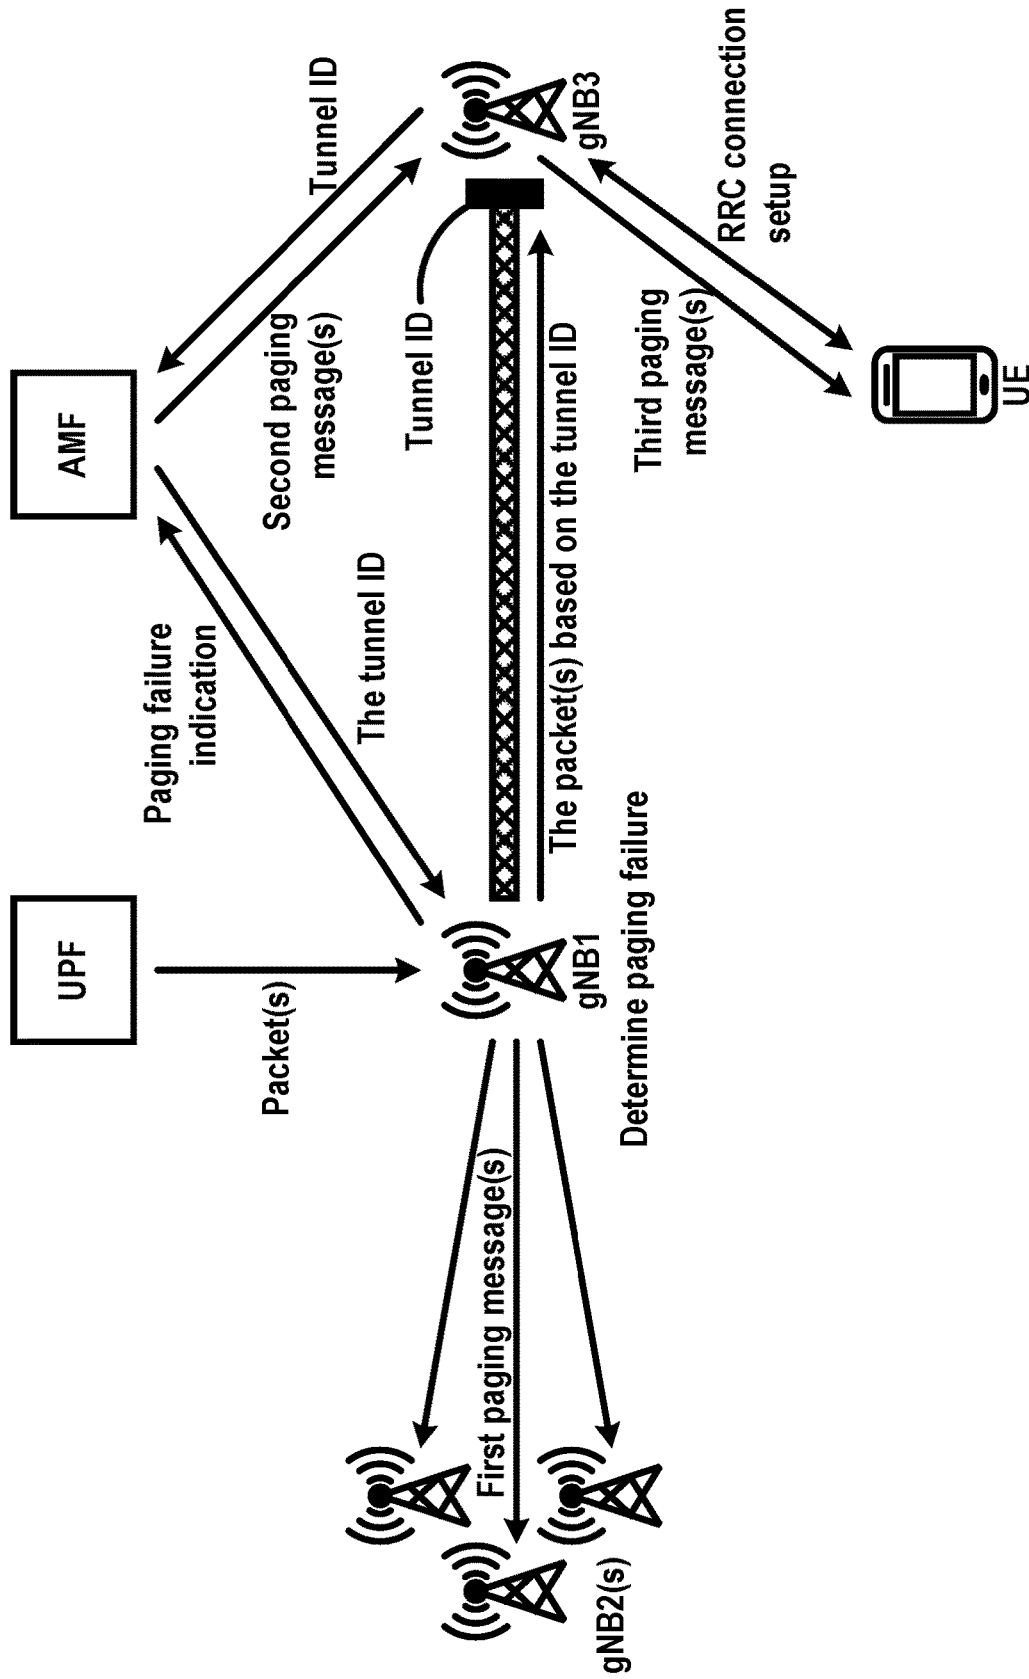 UPF
AMF
Packet(s)
Paging failure
indication
Second paging
message(s)
Tunnel ID
The tunnel ID
Tunnel ID
First paging message(s)
gNB2(s)
gNB1
The packet(s) based on the tunnel ID
gNB3
Determine paging failure
Third paging
message(s)
RRC connection
setup
UE